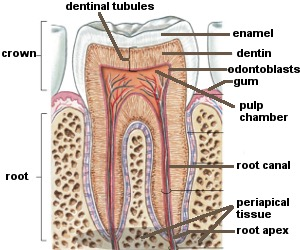 dentinal tubules
enamel
crown
dentin
odontoblasts
gum
pulp
chamber
root
root canal
periapical
tissue
root apex